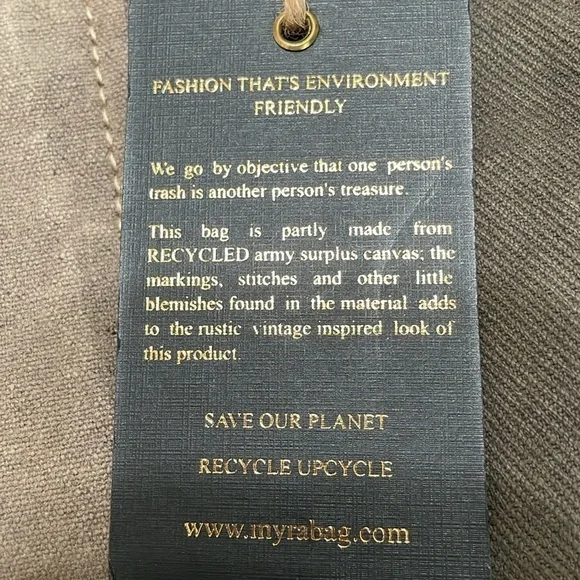 FASHION THAT'S ENVIRONMENT
FRIENDLY
We go by objective that one person's
trash is another person's treasure.
This bag is partly made from
RECYCLED army surplus canvas; the
markings, stitches and other little
blemishes found in the material adds
to the rustic vintage inspired look of
this product.
SAVE OUR PLANET
RECYCLE UPCYCLE
www.myrabag.com